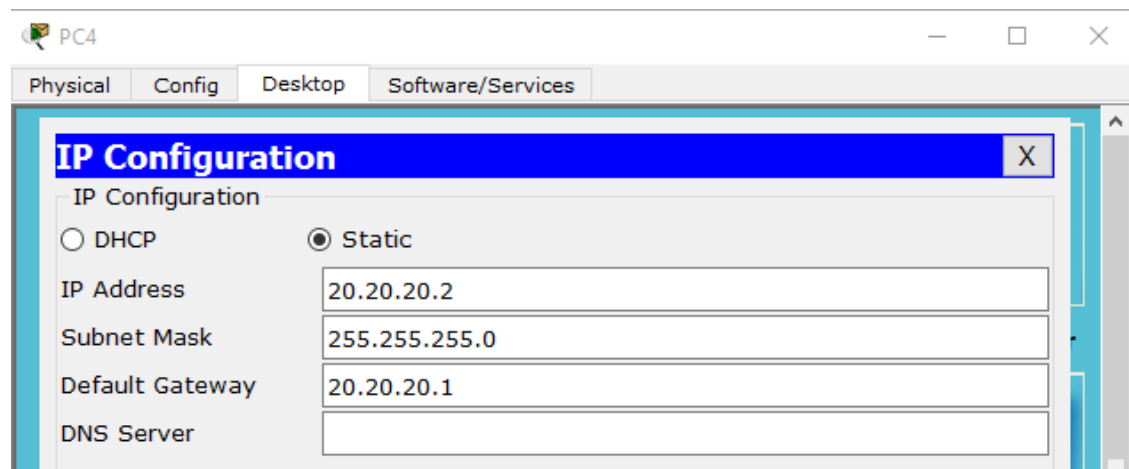 PC4
Physical Config Desktop Software/Services
IP Configuration X
IP Configuration
DHCP Static
IP Address 20.20.20.2
Subnet Mask 255.255.255.0
Default Gateway 20.20.20.1
DNS Server